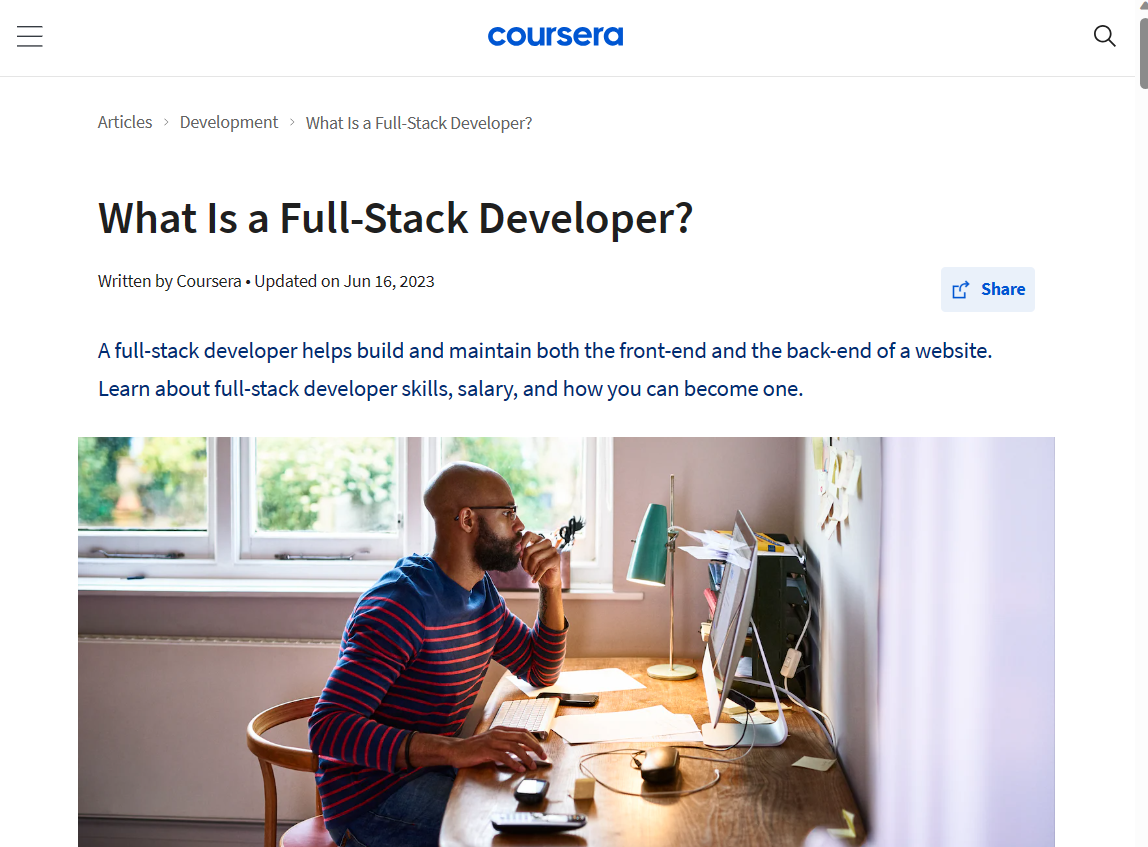 coursera
Articles > Development > What Is a Full-Stack Developer?
What Is a Full-Stack Developer?
Written by Coursera • Updated on Jun 16, 2023
Share
A full-stack developer helps build and maintain both the front-end and the back-end of a website.
Learn about full-stack developer skills, salary, and how you can become one.